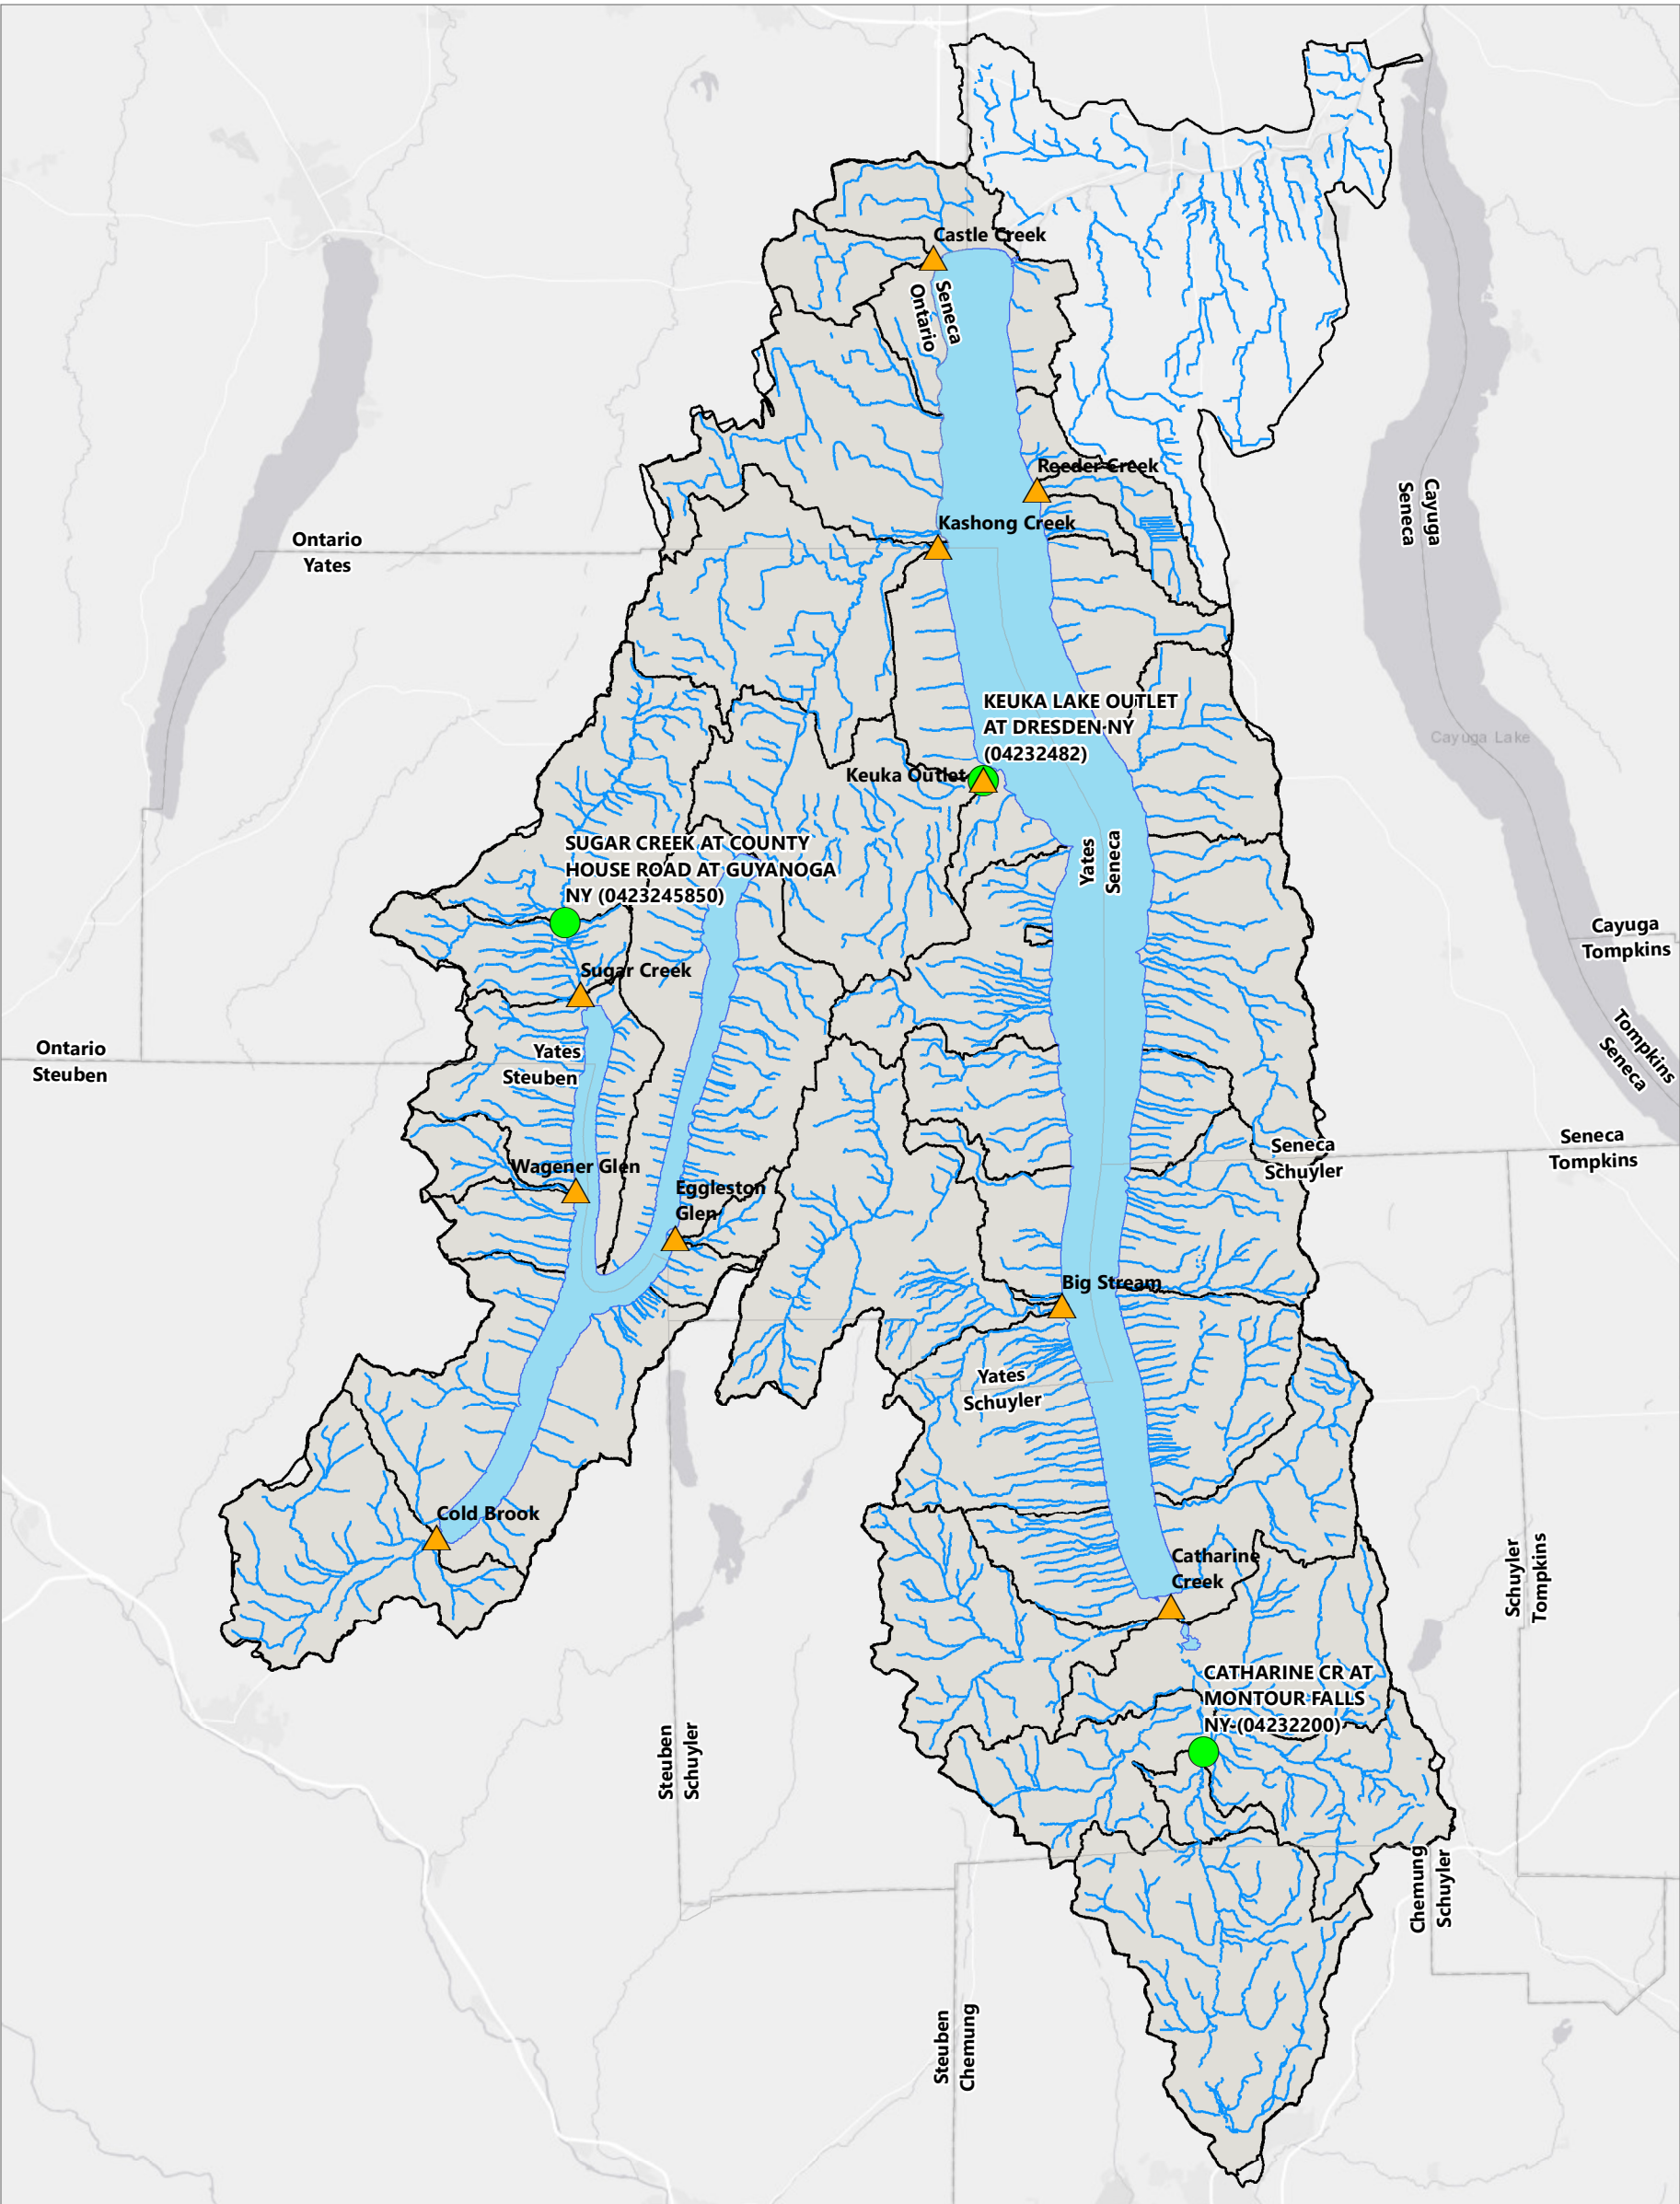 Castle Creek
Seneca
Ontario
Reeder Creek
Kashong Creek
Cayuga
Seneca
Ontario
Yates
KEUKA LAKE OUTLET
AT DRESDEN NY
(04232482)
Cayuga Lake
Keuka Outlet
SUGAR CREEK AT COUNTY
HOUSE ROAD AT GUYANOGA
NY (0423245850)
Yates
Seneca
Cayuga
Tompkins
Sugar Creek
Ontario
Steuben
Yates
Steuben
Tompkins
Seneca
Seneca
Schuyler
Seneca
Tompkins
Wagener Glen
Eggleston
Glen
Big Stream
Yates
Schuyler
Cold Brook
Catharine
Creek
Schuyler
Tompkins
CATHARINE CR AT
MONTOUR FALLS
NY (04232200)
Steuben
Schuyler
Chemung
Schuyler
Steuben
Chemung